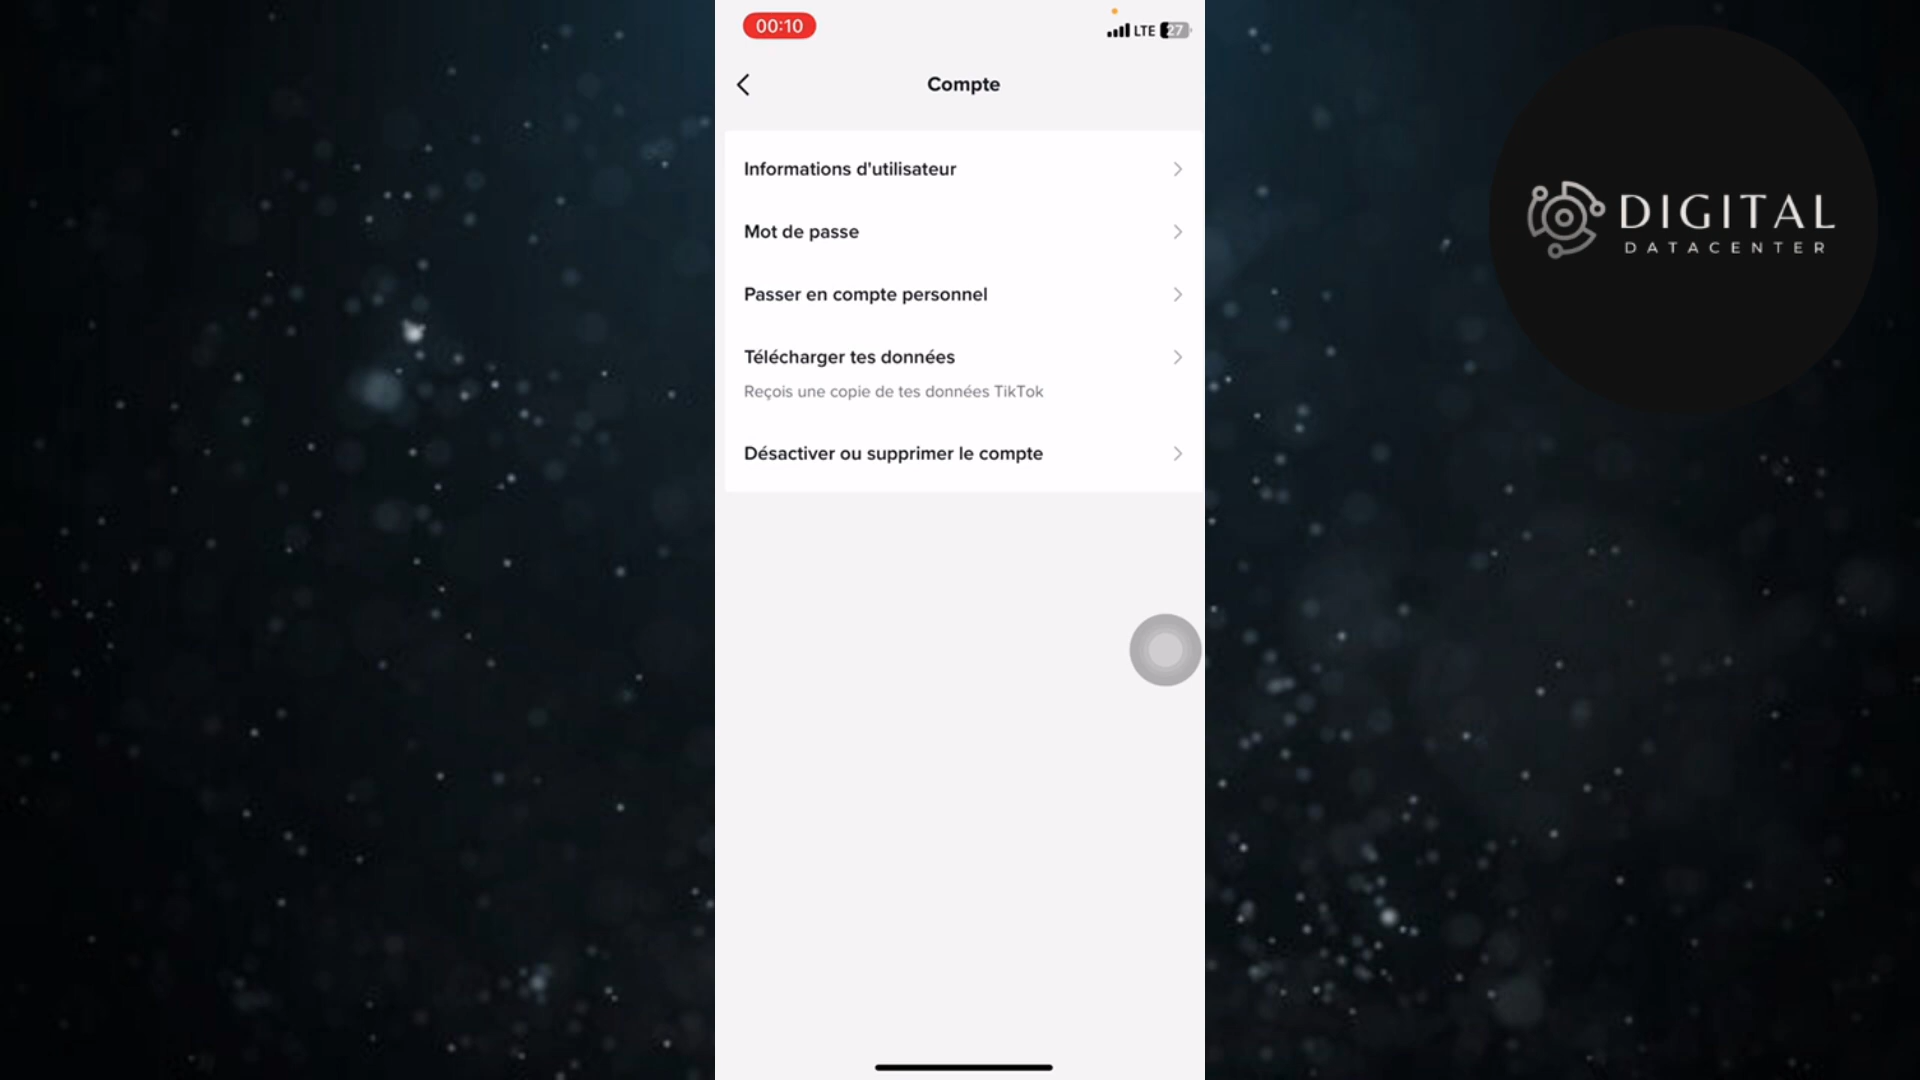 00:10
LTE 27
Compte
Informations d'utilisateur
Mot de passe
Passer en compte personnel
Télécharger tes données
Reçois une copie de tes données TikTok
Désactiver ou supprimer le compte
DIGITAL
DATACENTER